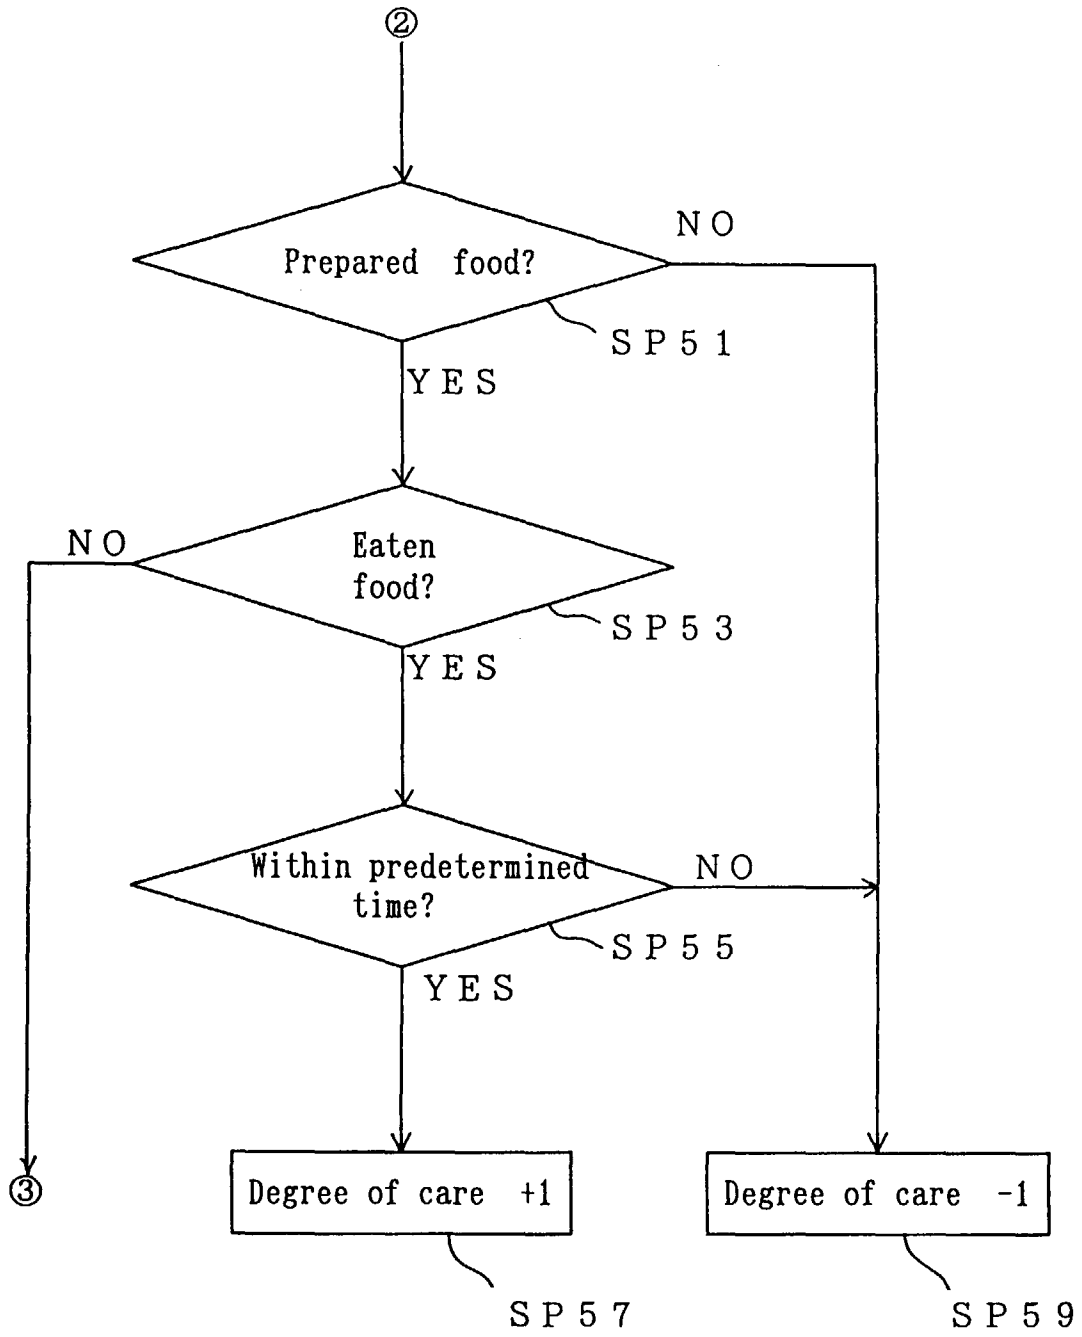 ②
NO
Prepared food?
SP51
YES
NO
Eaten
food?
SP53
YES
Within predetermined
time?
NO
SP55
YES
③
Degree of care +1
Degree of care -1
SP57
SP59